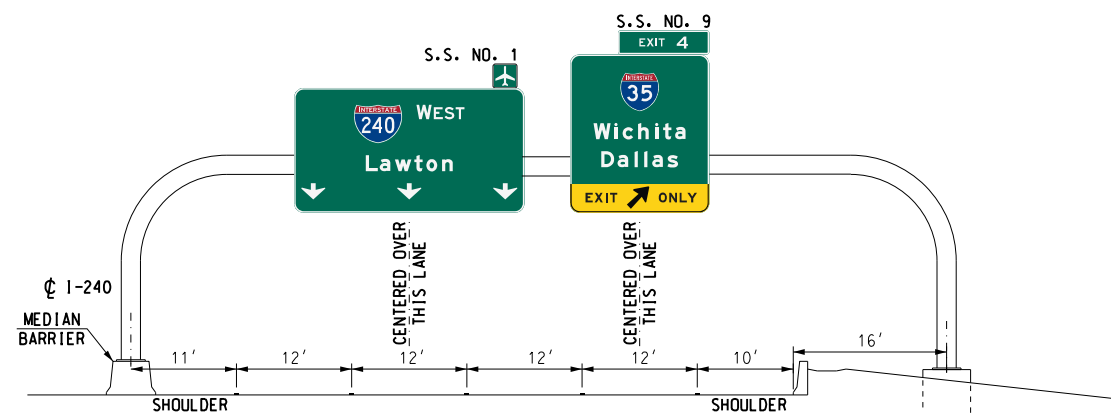 S.S. NO. 9
EXIT 4
S.S. NO. 1
INTERSTATE
240
WEST
Lawton
INTERSTATE
35
Wichita
Dallas
EXIT ONLY
CENTERED OVER
THIS LANE
CENTERED OVER
THIS LANE
℄ I-240
MEDIAN
BARRIER
11'
12'
12'
12'
12'
10'
16'
SHOULDER
SHOULDER